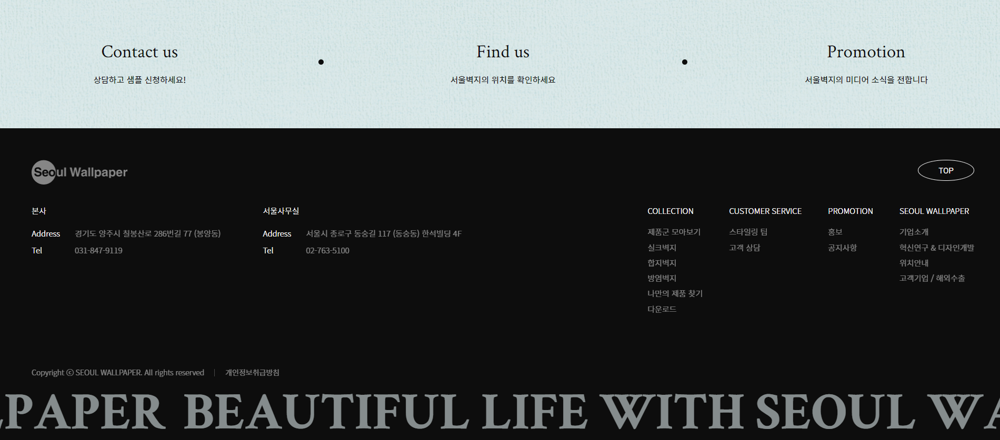 Contact us
상담하고 샘플 신청하세요!
Find us
서울벽지의 위치를 확인하세요
Promotion
서울벽지의 미디어 소식을 전합니다
Seoul Wallpaper
TOP
본사
Address 경기도 양주시 칠봉산로 286번길 77 (봉양동)
Tel 031-847-9119
서울사무실
Address 서울시 종로구 동숭길 117 (동숭동) 한석빌딩 4F
Tel 02-763-5100
COLLECTION
제품군 모아보기
실크벽지
합지벽지
방염벽지
나만의 제품 찾기
다운로드
CUSTOMER SERVICE
스타일링 팁
고객 상담
PROMOTION
홍보
공지사항
SEOUL WALLPAPER
기업소개
혁신연구 & 디자인개발
위치안내
고객기업 / 해외수출
Copyright ⓒ SEOUL WALLPAPER. All rights reserved | 개인정보취급방침
LPAPER BEAUTIFUL LIFE WITH SEOUL WA